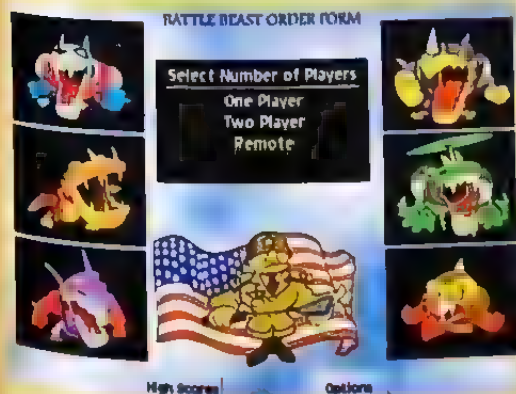 BATTLE BEAST ORDER FORM
Select Number of Players
One Player
Two Player
Remote
High Scores
Options